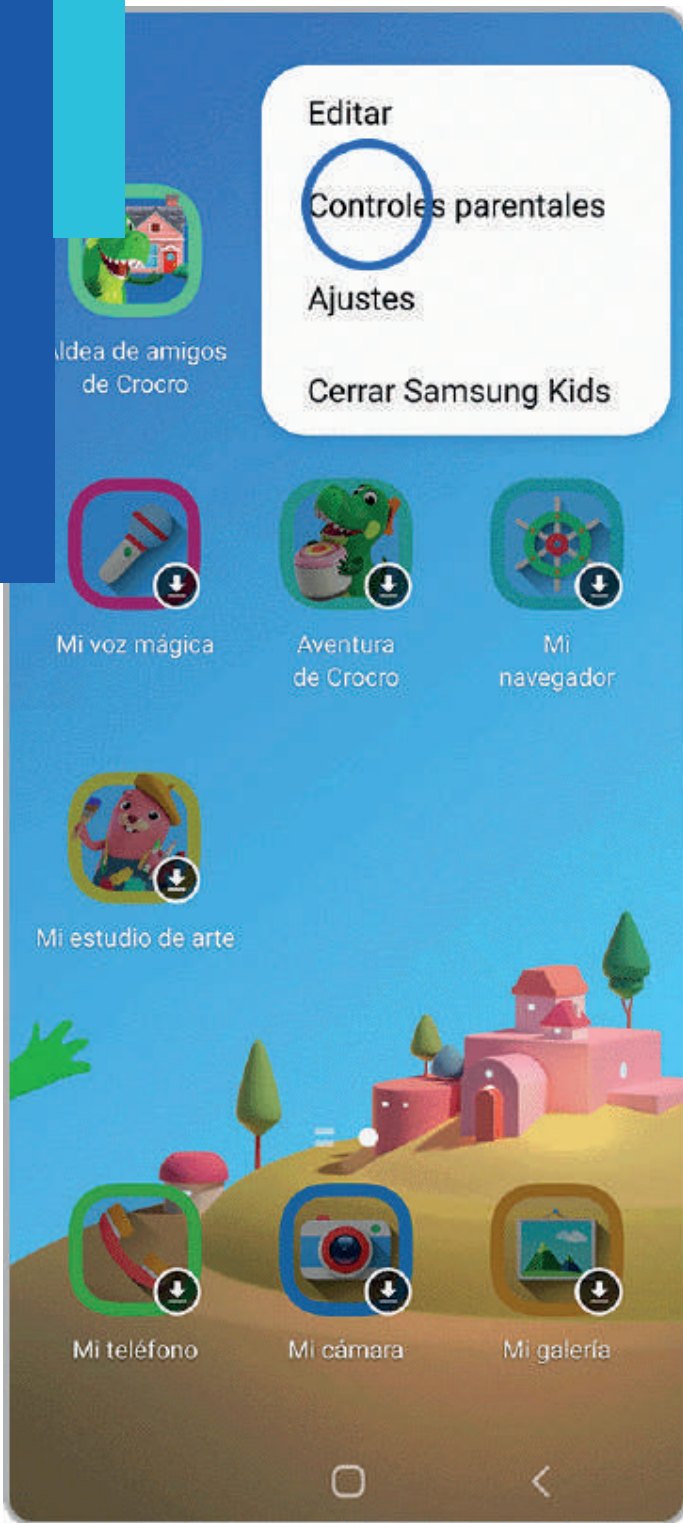 Editar
Controles parentales
Ajustes
Cerrar Samsung Kids
ldea de amigos
de Crocro
Mi voz mágica
Aventura
de Crocro
Mi
navegador
Mi estudio de arte
Mi teléfono
Mi cámara
Mi galería